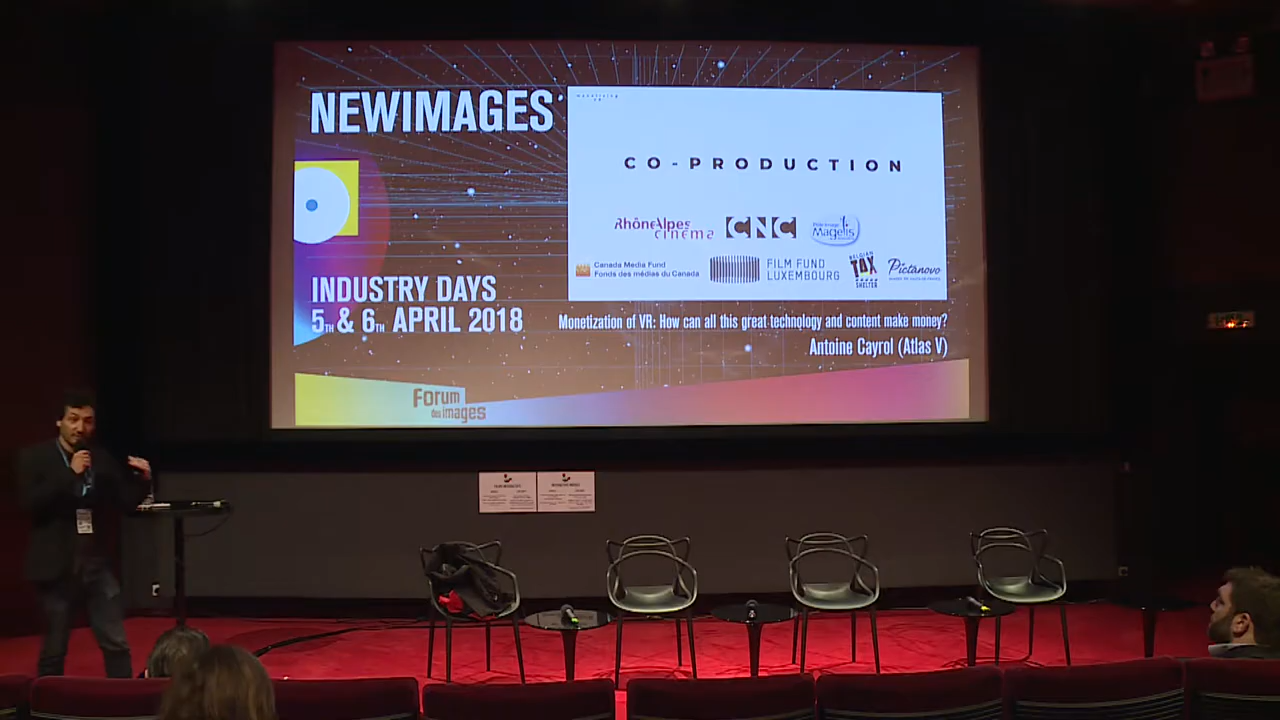 NEWIMAGES
INDUSTRY DAYS
5TH & 6TH APRIL 2018
CO-PRODUCTION
RhôneAlpes
cinéma
CNC
Magelis
Canada Media Fund
Fonds des médias du Canada
FILM FUND
LUXEMBOURG
BELGIAN
TAX
SHELTER
Pictanovo
Monetization of VR: How can all this great technology and content make money?
Antoine Cayrol (Atlas V)
Forum
des images